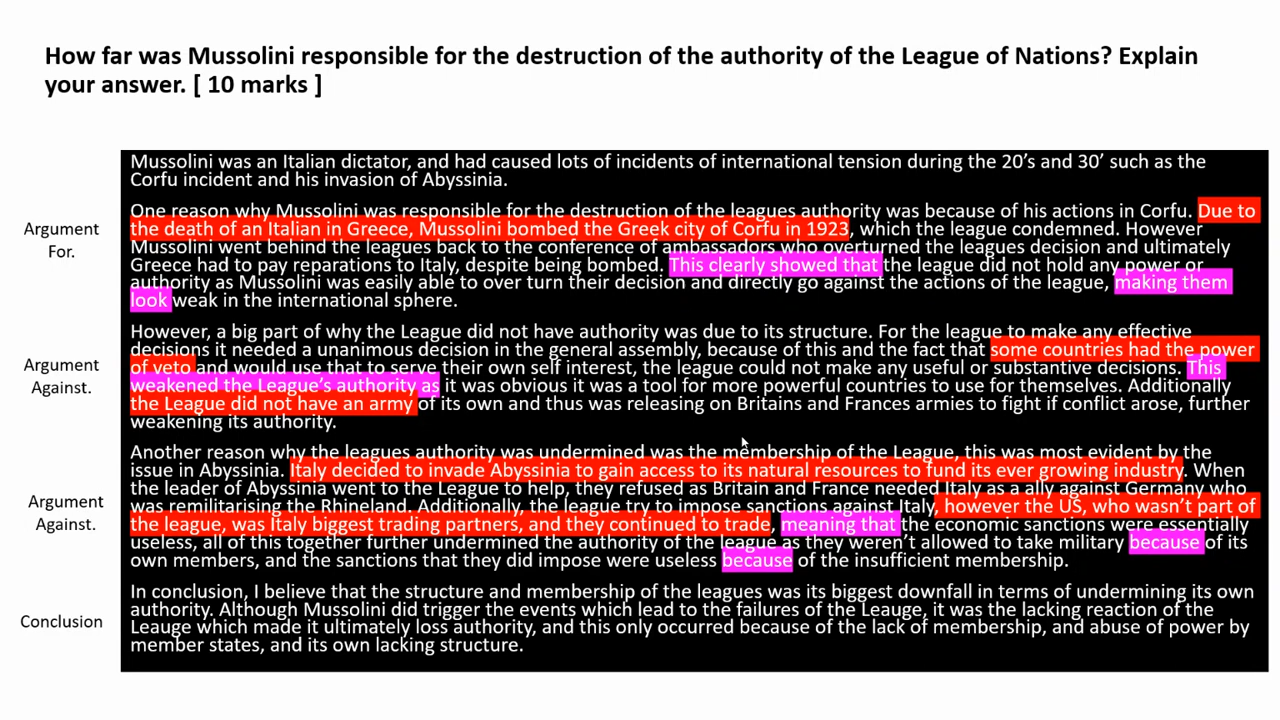 How far was Mussolini responsible for the destruction of the authority of the League of Nations? Explain
your answer. [ 10 marks ]
Mussolini was an Italian dictator, and had caused lots of incidents of international tension during the 20's and 30' such as the
Corfu incident and his invasion of Abyssinia.
Argument
For.
One reason why Mussolini was responsible for the destruction of the leagues authority was because of his actions in Corfu. Due to
the death of an Italian in Greece, Mussolini bombed the Greek city of Corfu in 1923, which the league condemned. However
Mussolini went behind the leagues back to the conference of ambassadors who overturned the leagues decision and ultimately
Greece had to pay reparations to Italy, despite being bombed. This clearly showed that the league did not hold any power or
authority as Mussolini was easily able to over turn their decision and directly go against the actions of the league, making them
look weak in the international sphere.
Argument
Against.
However, a big part of why the League did not have authority was due to its structure. For the league to make any effective
decisions it needed a unanimous decision in the general assembly, because of this and the fact that some countries had the power
of veto and would use that to serve their own self interest, the league could not make any useful or substantive decisions. This
weakened the League's authority as it was obvious it was a tool for more powerful countries to use for themselves. Additionally
the League did not have an army of its own and thus was releasing on Britains and Frances armies to fight if conflict arose, further
weakening its authority.
Argument
Against.
Another reason why the leagues authority was undermined was the membership of the League, this was most evident by the
issue in Abyssinia. Italy decided to invade Abyssinia to gain access to its natural resources to fund its ever growing industry. When
the leader of Abyssinia went to the League to help, they refused as Britain and France needed Italy as a ally against Germany who
was remilitarising the Rhineland. Additionally, the league try to impose sanctions against Italy, however the US, who wasn't part of
the league, was Italy biggest trading partners, and they continued to trade, meaning that the economic sanctions were essentially
useless, all of this together further undermined the authority of the league as they weren't allowed to take military because of its
own members, and the sanctions that they did impose were useless because of the insufficient membership.
Conclusion
In conclusion, I believe that the structure and membership of the leagues was its biggest downfall in terms of undermining its own
authority. Although Mussolini did trigger the events which lead to the failures of the Leauge, it was the lacking reaction of the
Leauge which made it ultimately loss authority, and this only occurred because of the lack of membership, and abuse of power by
member states, and its own lacking structure.